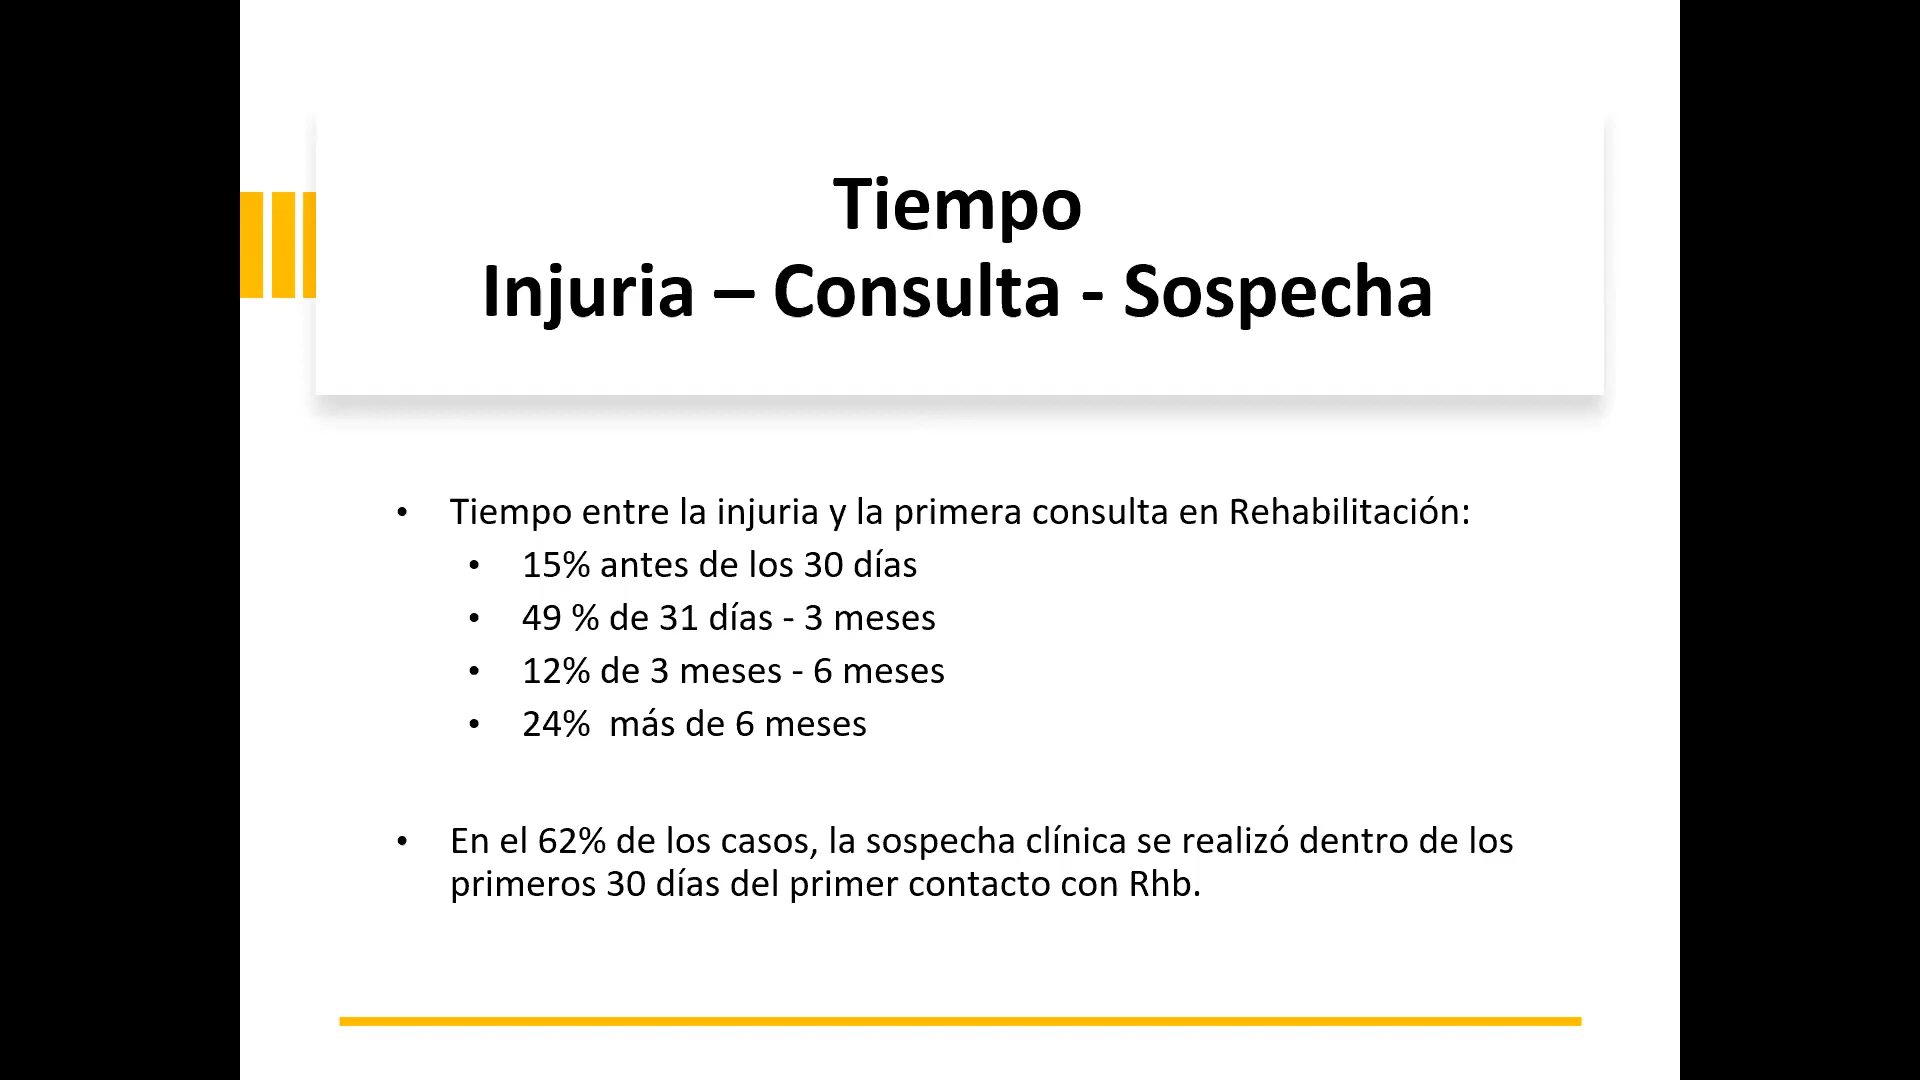 Tiempo
Injuria – Consulta - Sospecha
• Tiempo entre la injuria y la primera consulta en Rehabilitación:
• 15% antes de los 30 días
• 49 % de 31 días - 3 meses
• 12% de 3 meses - 6 meses
• 24%  más de 6 meses
• En el 62% de los casos, la sospecha clínica se realizó dentro de los
primeros 30 días del primer contacto con Rhb.